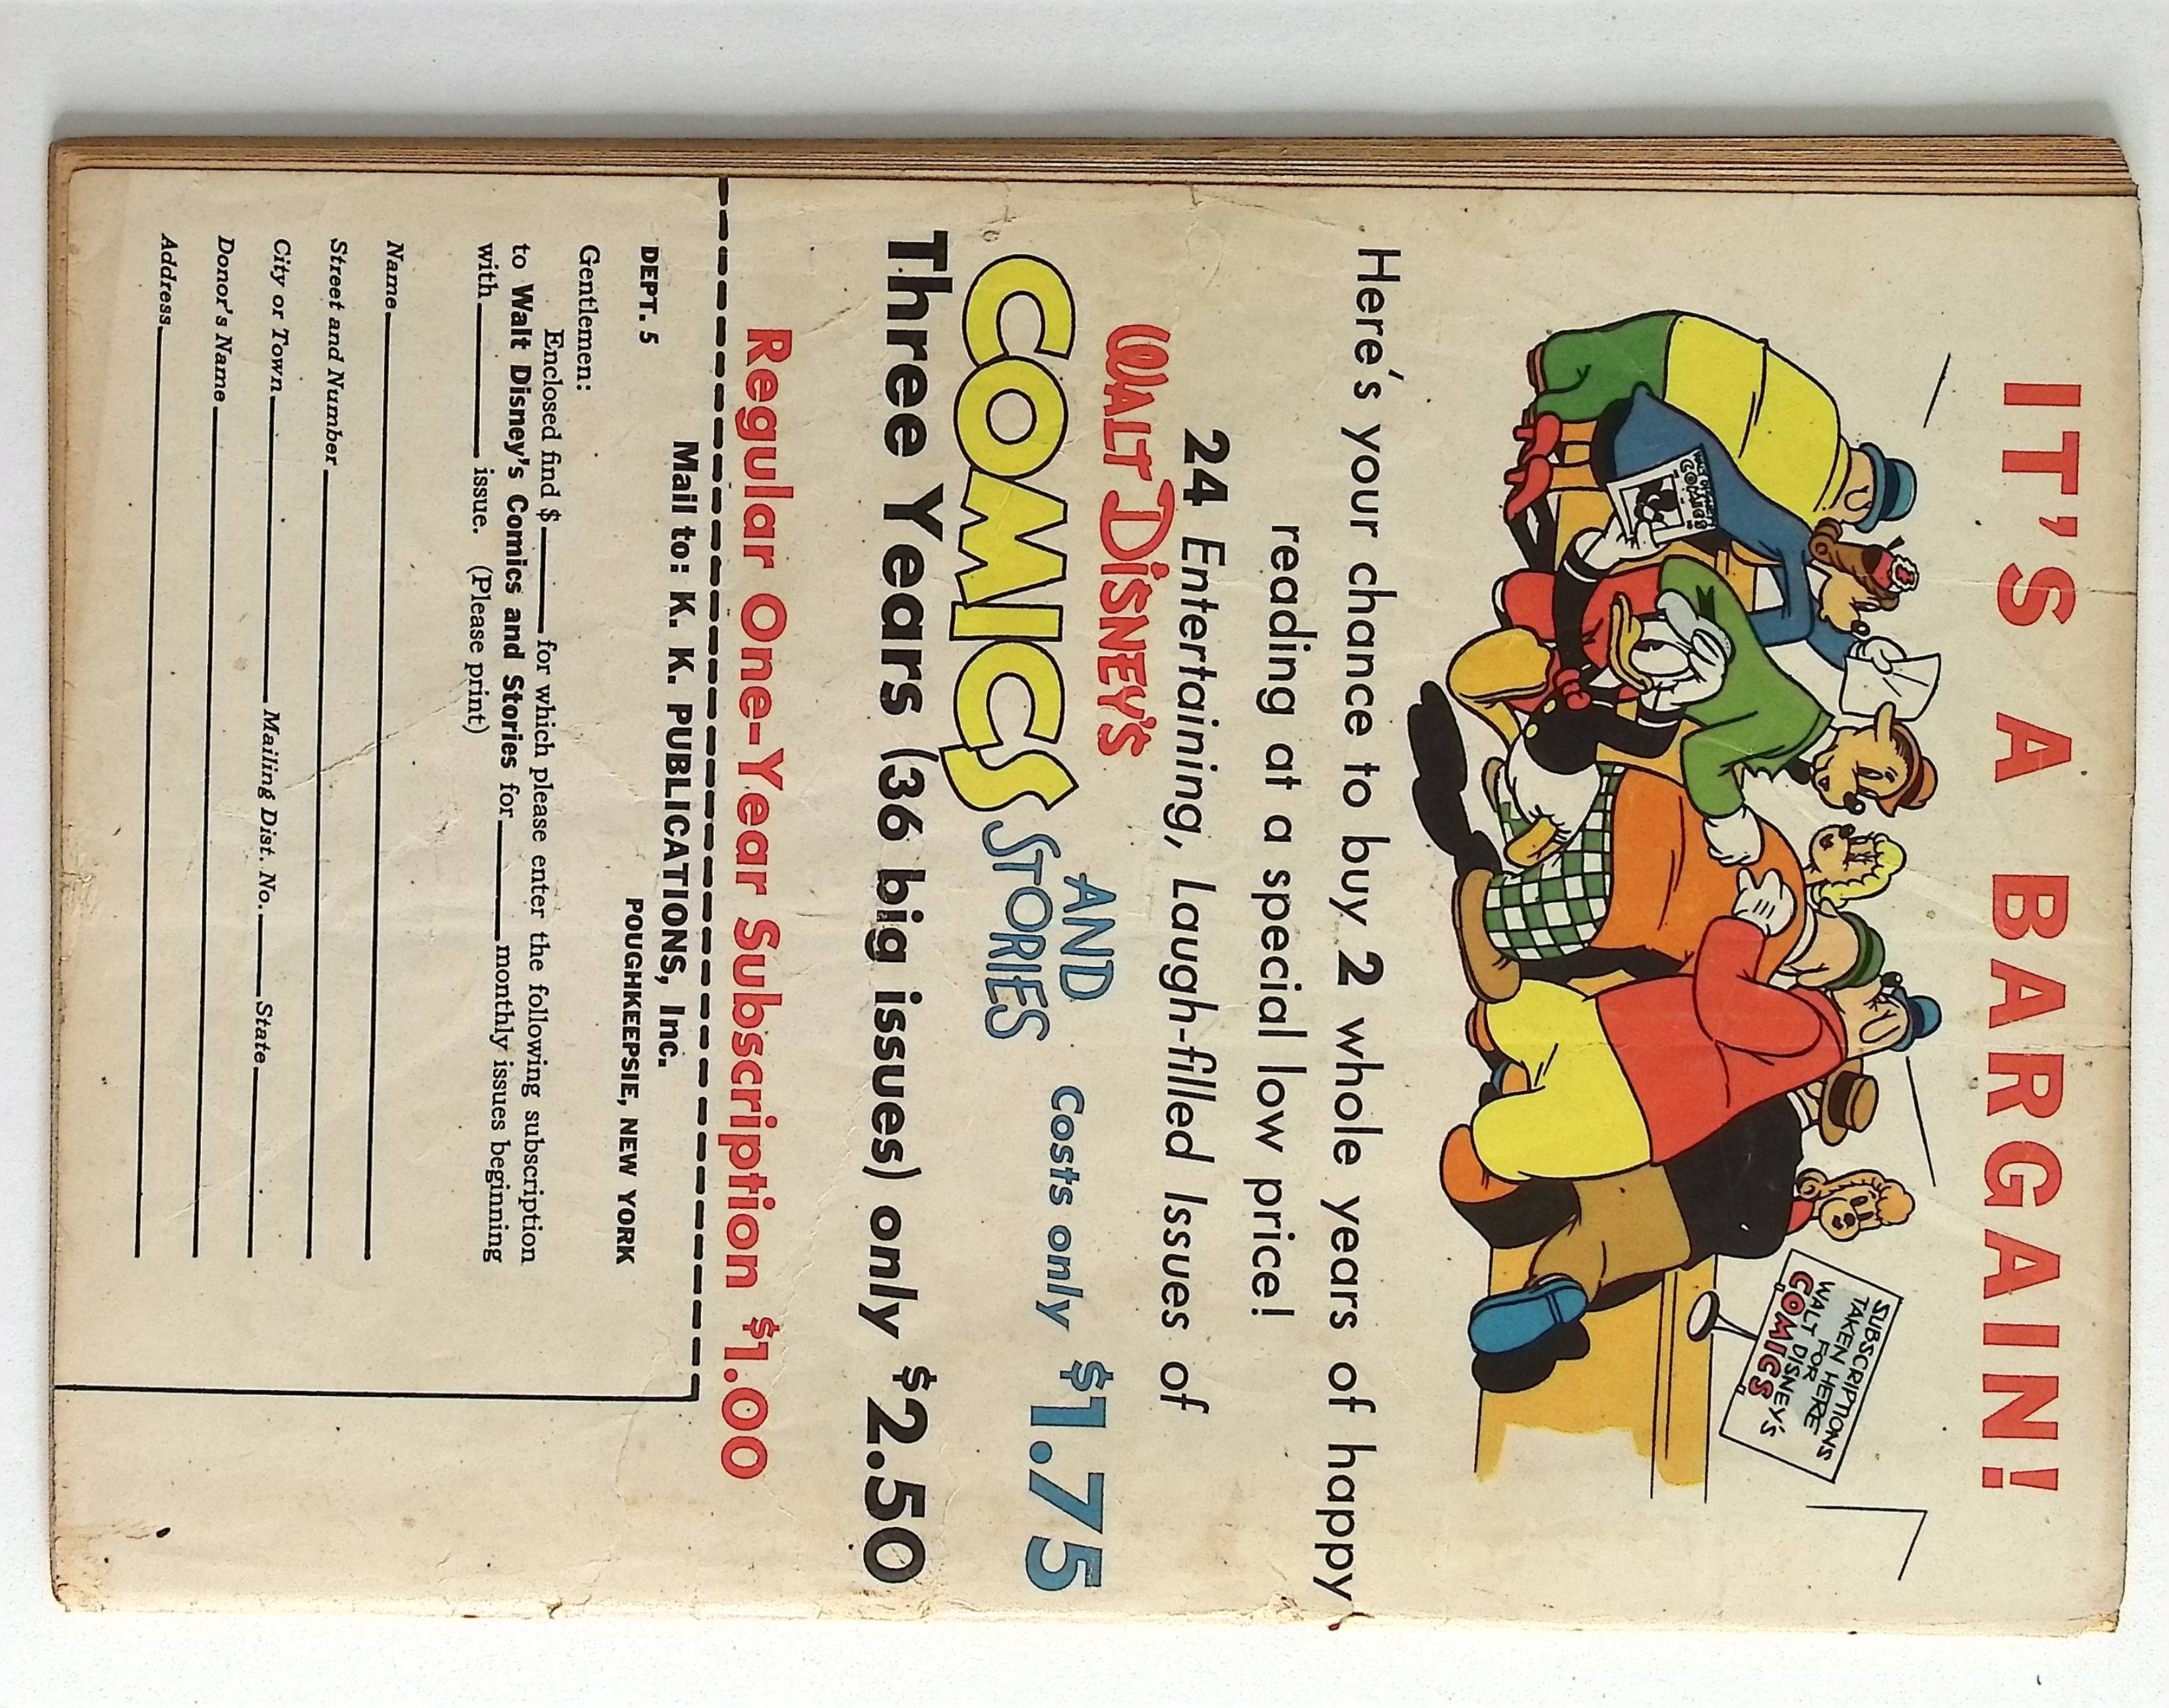 IT'S A BARGAIN!
WALT DISNEY'S
COMICS
SUBSCRIPTIONS
TAKEN HERE
FOR
WALT DISNEY'S
COMICS
Here's your chance to buy 2 whole years of happy
reading at a special low price!
24 Entertaining, Laugh-filled Issues of
WALT DISNEY'S
COMICS AND STORIES Costs only $1.75
Three Years (36 big issues) only $2.50
Regular One-Year Subscription $1.00
Mail to: K. K. PUBLICATIONS, Inc.
DEPT. 5 POUGHKEEPSIE, NEW YORK
Gentlemen:
Enclosed find $ for which please enter the following subscription
to Walt Disney's Comics and Stories for monthly issues beginning
with issue. (Please print)
Name
Street and Number
City or Town Mailing Dist. No. State
Donor's Name
Address